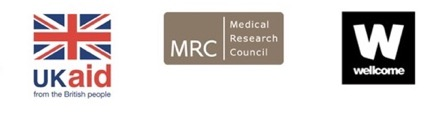 UKaid
from the British people
MRC
Medical
Research
Council
W
wellcome